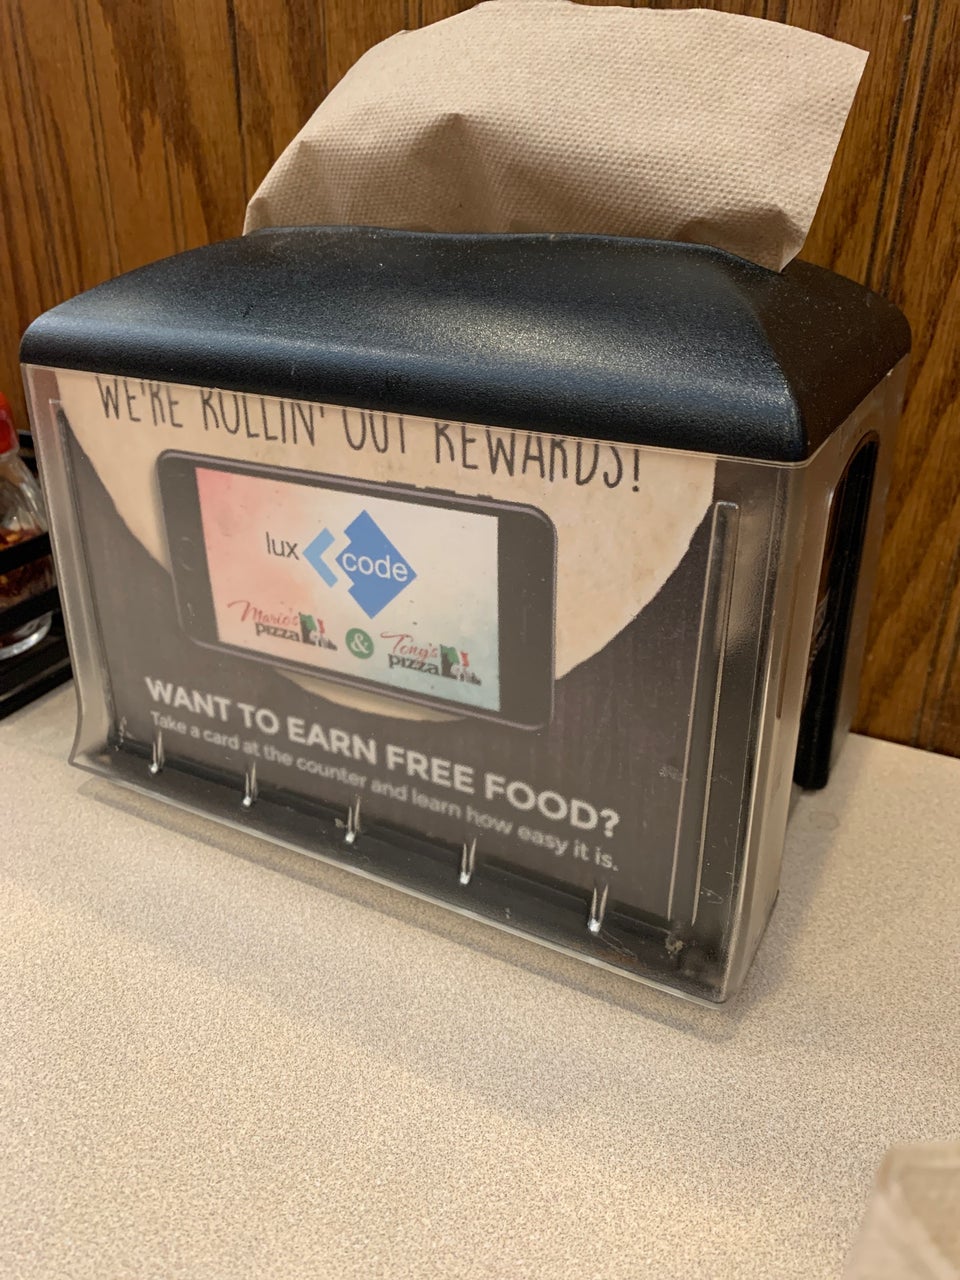 WE'RE ROLLIN' OUT REWARDS!
lux code
Mario's pizza & Tony's pizza
WANT TO EARN FREE FOOD?
Take a card at the counter and learn how easy it is.